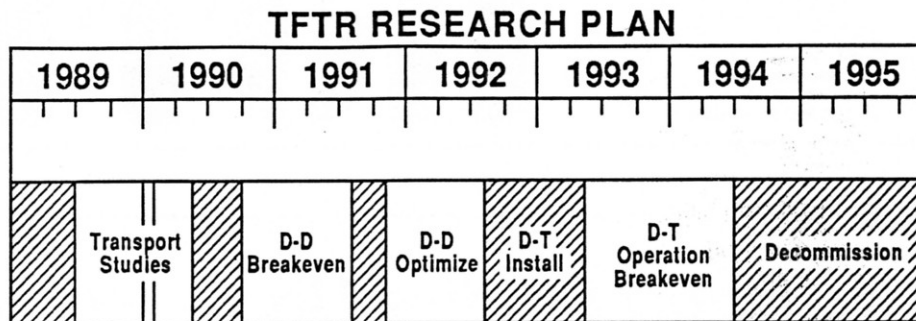 TFTR RESEARCH PLAN
1989 1990 1991 1992 1993 1994 1995
Transport
Studies
D-D
Breakeven
D-D
Optimize
D-T
Install
D-T
Operation
Breakeven
Decommission